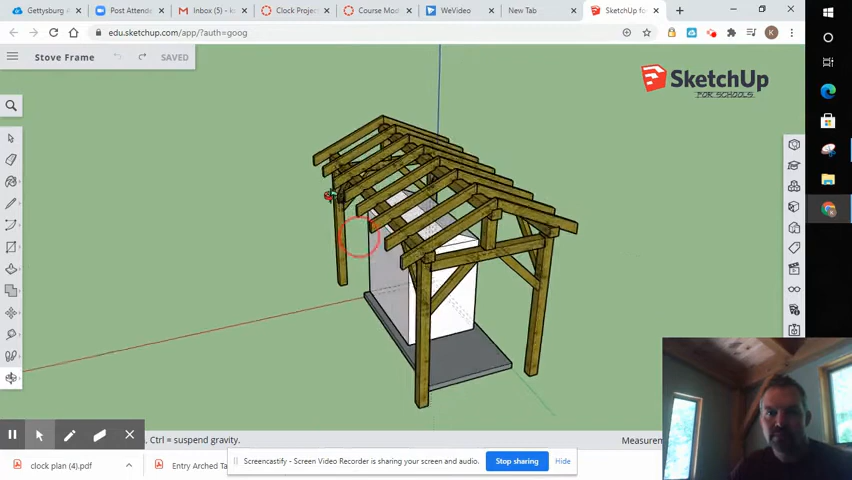 Gettysburg A
Post Attende
Inbox (5) - k
Clock Projec
Course Mod
WeVideo
New Tab
SketchUp fo
edu.sketchup.com/app/?auth=goog
K
Stove Frame
SAVED
SketchUp
FOR SCHOOLS
. Ctrl = suspend gravity.
Measurem
clock plan (4).pdf
Entry Arched Ta
Screencastify - Screen Video Recorder is sharing your screen and audio.
Stop sharing
Hide